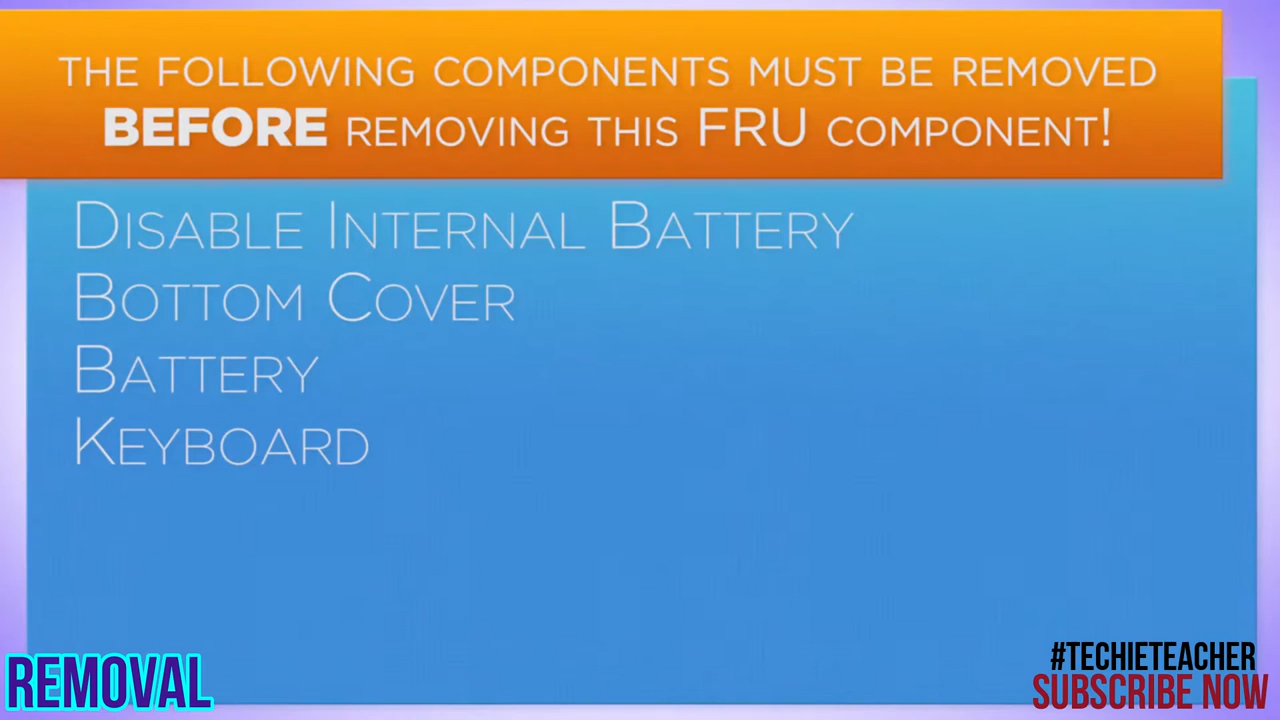 THE FOLLOWING COMPONENTS MUST BE REMOVED
BEFORE REMOVING THIS FRU COMPONENT!
DISABLE INTERNAL BATTERY
BOTTOM COVER
BATTERY
KEYBOARD
REMOVAL
#TECHIETEACHER
SUBSCRIBE NOW